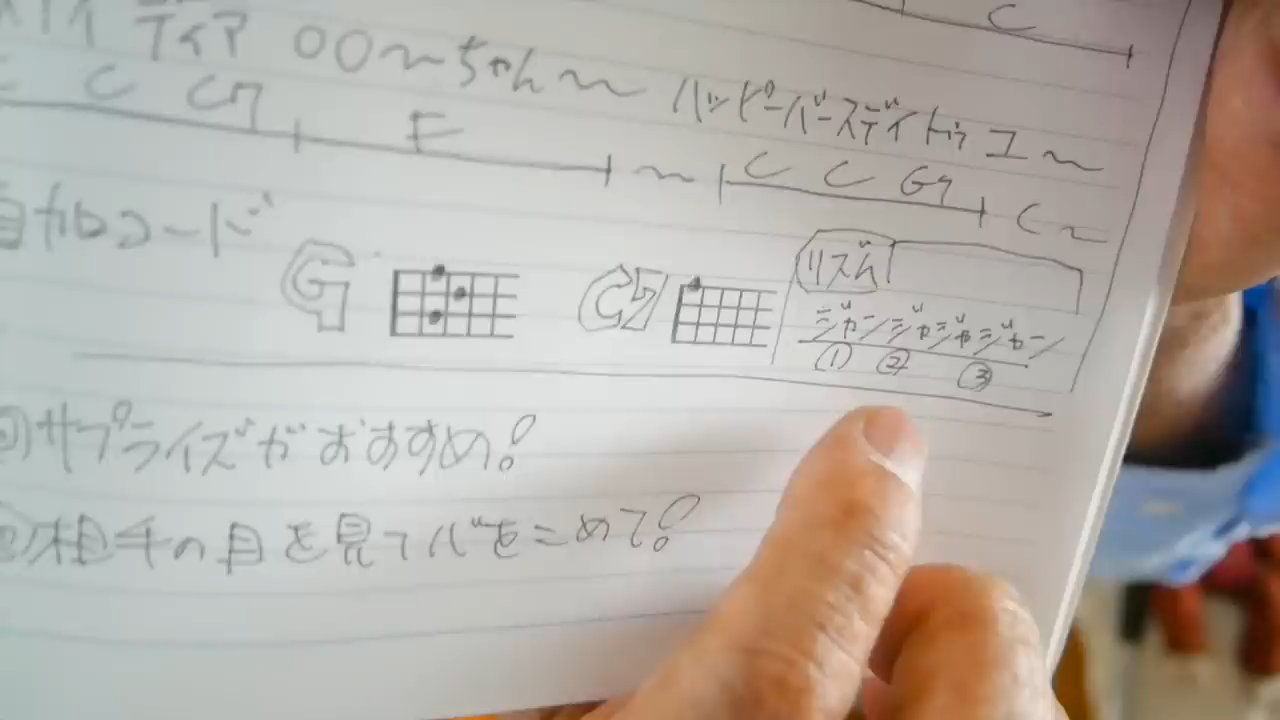 C
ディア ○○～ちゃん～ ハッピーバースデイトゥユ～
C C7 F ～ C C G7 C～
コード
G C7 リズム
ジャンジャジャジャン
① ② ③
サプライズがおすすめ!
相手の目を見て心をこめて!